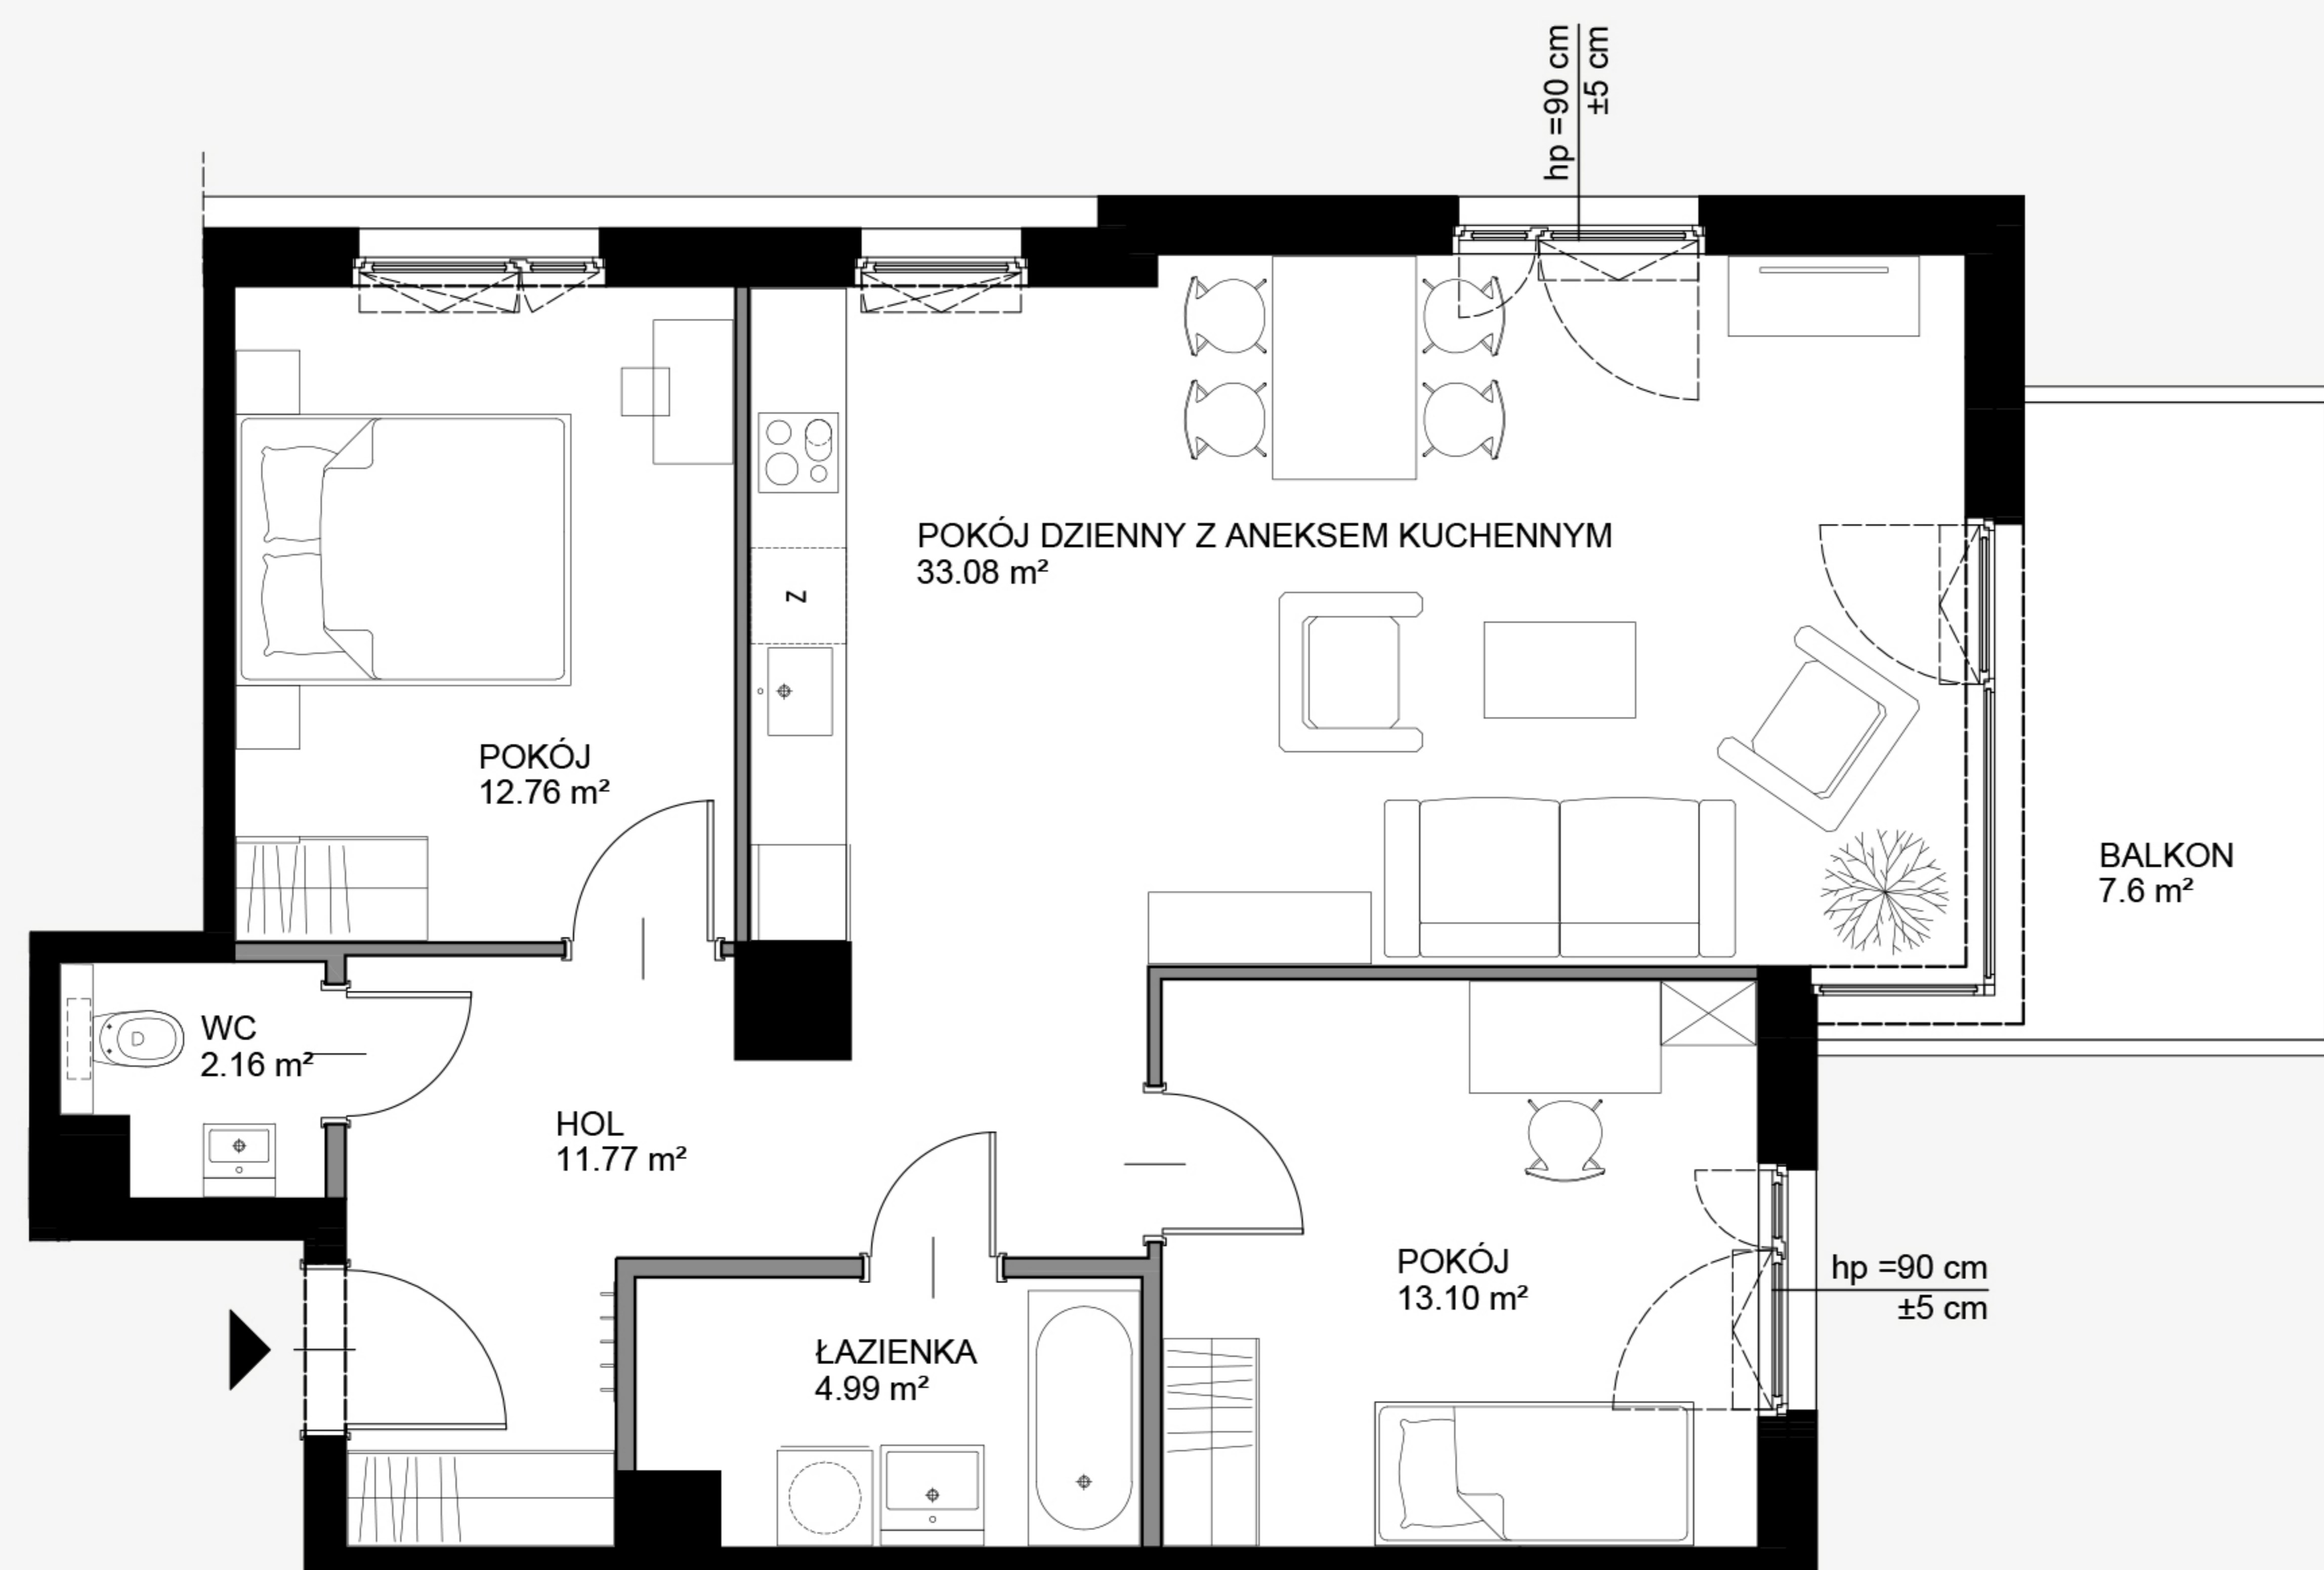 hp =90 cm
±5 cm
POKÓJ DZIENNY Z ANEKSEM KUCHENNYM
33.08 m²
Z
POKÓJ
12.76 m²
BALKON
7.6 m²
WC
2.16 m²
HOL
11.77 m²
POKÓJ
13.10 m²
hp =90 cm
±5 cm
ŁAZIENKA
4.99 m²